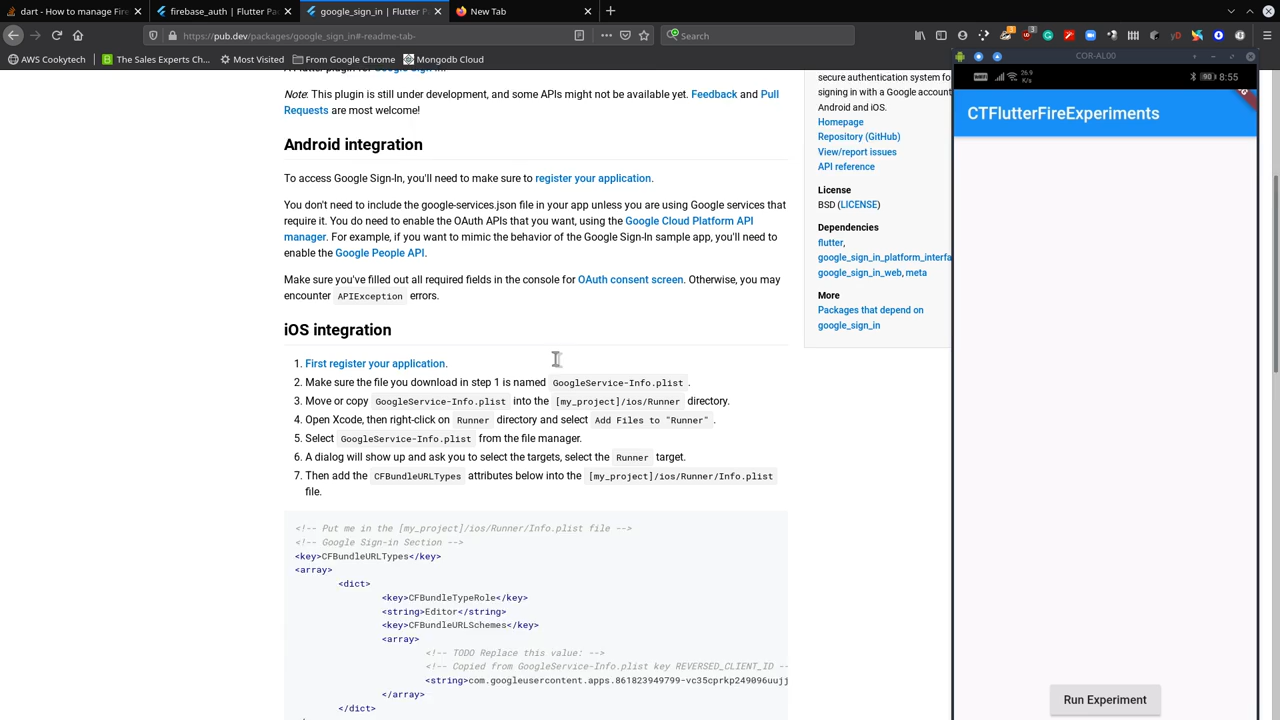 dart - How to manage Fire
firebase_auth | Flutter Pac
google_sign_in | Flutter P
New Tab
https://pub.dev/packages/google_sign_in#-readme-tab-
Search
AWS Cookytech
The Sales Experts Ch...
Most Visited
From Google Chrome
Mongodb Cloud
Note: This plugin is still under development, and some APIs might not be available yet. Feedback and Pull
Requests are most welcome!
Android integration
To access Google Sign-In, you'll need to make sure to register your application.
You don't need to include the google-services.json file in your app unless you are using Google services that
require it. You do need to enable the OAuth APIs that you want, using the Google Cloud Platform API
manager. For example, if you want to mimic the behavior of the Google Sign-In sample app, you'll need to
enable the Google People API.
Make sure you've filled out all required fields in the console for OAuth consent screen. Otherwise, you may
encounter APIException errors.
iOS integration
1. First register your application.
2. Make sure the file you download in step 1 is named GoogleService-Info.plist.
3. Move or copy GoogleService-Info.plist into the [my_project]/ios/Runner directory.
4. Open Xcode, then right-click on Runner directory and select Add Files to "Runner".
5. Select GoogleService-Info.plist from the file manager.
6. A dialog will show up and ask you to select the targets, select the Runner target.
7. Then add the CFBundleURLTypes attributes below into the [my_project]/ios/Runner/Info.plist
file.
<!-- Put me in the [my_project]/ios/Runner/Info.plist file -->
<!-- Google Sign-in Section -->
<key>CFBundleURLTypes</key>
<array>
<dict>
<key>CFBundleTypeRole</key>
<string>Editor</string>
<key>CFBundleURLSchemes</key>
<array>
<!-- TODO Replace this value: -->
<!-- Copied from GoogleService-Info.plist key REVERSED_CLIENT_ID --
<string>com.googleusercontent.apps.861823949799-vc35cprkp249096uujj
</array>
</dict>
secure authentication system fo
signing in with a Google account
Android and iOS.
Homepage
Repository (GitHub)
View/report issues
API reference
License
BSD (LICENSE)
Dependencies
flutter,
google_sign_in_platform_interfa
google_sign_in_web, meta
More
Packages that depend on
google_sign_in
COR-AL00
26.9
K/s
90
8:55
CTFlutterFireExperiments
Run Experiment